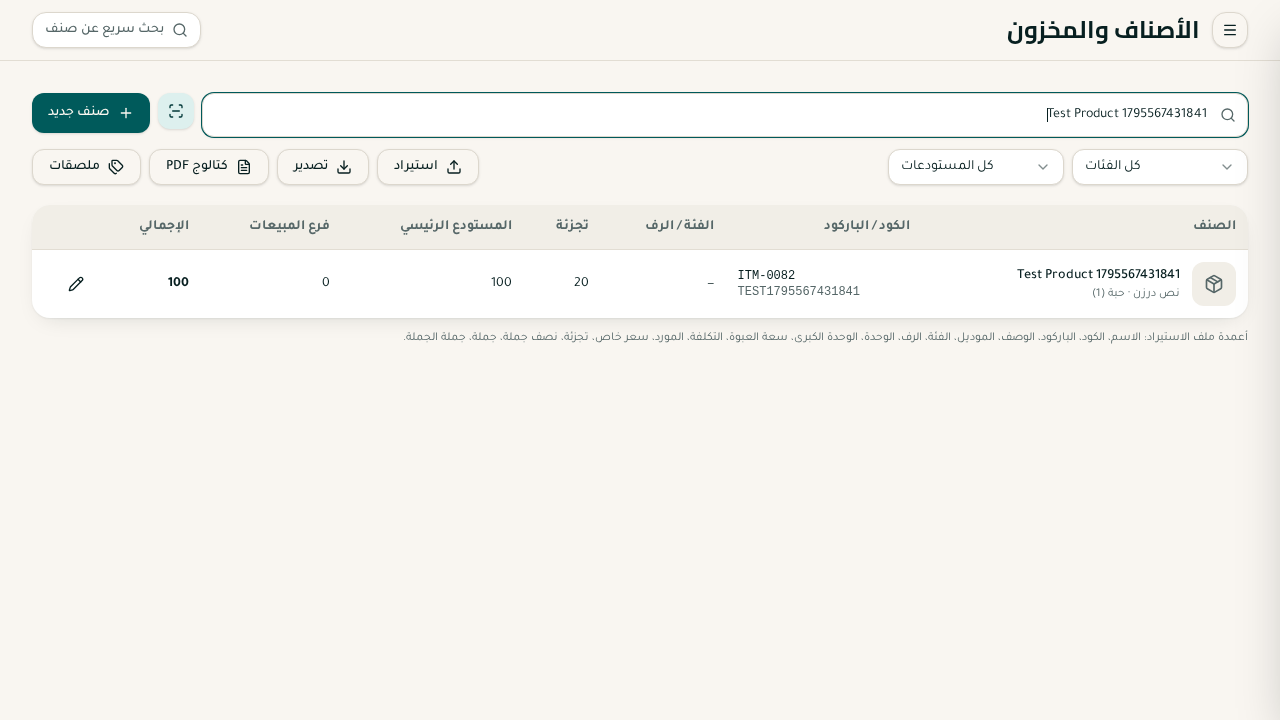 الأصناف والمخزون
بحث سريع عن صنف
Test Product 1795567431841
صنف جديد
كل الفئات
كل المستودعات
استيراد
تصدير
كتالوج PDF
ملصقات
الصنف الكود / الباركود الفئة / الرف تجزئة المستودع الرئيسي فرع المبيعات الإجمالي
Test Product 1795567431841
نص درزن · حبة (1)
ITM-0082
TEST1795567431841
–
20
100
0
100
أعمدة ملف الاستيراد: الاسم، الكود، الباركود، الوصف، الموديل، الفئة، الرف، الوحدة، الوحدة الكبرى، سعة العبوة، التكلفة، المورد، سعر خاص، تجزئة، نصف جملة، جملة، جملة الجملة.